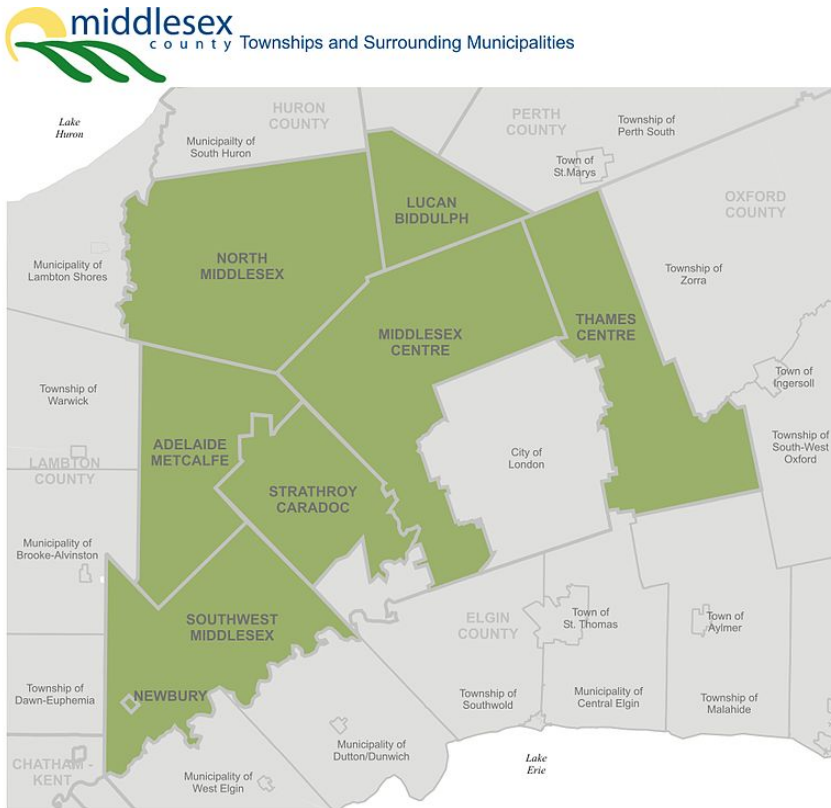 middlesex
county Townships and Surrounding Municipalities
Lake
Huron
HURON
COUNTY
PERTH
COUNTY
Township of
Perth South
Municipailty of
South Huron
Town of
St.Marys
LUCAN
BIDDULPH
OXFORD
COUNTY
NORTH
MIDDLESEX
Municipality of
Lambton Shores
Township of
Zorra
MIDDLESEX
CENTRE
THAMES
CENTRE
Township of
Warwick
Town of
Ingersoll
ADELAIDE
METCALFE
City of
London
Township of
South-West
Oxford
LAMBTON
COUNTY
STRATHROY
CARADOC
Municipality of
Brooke-Alvinston
SOUTHWEST
MIDDLESEX
ELGIN
COUNTY
Town of
St. Thomas
Town of
Aylmer
Township of
Dawn-Euphemia
NEWBURY
Township of
Southwold
Municipality of
Central Elgin
Township of
Malahide
Municipality of
Dutton/Dunwich
CHATHAM -
KENT
Municipality of
West Elgin
Lake
Erie